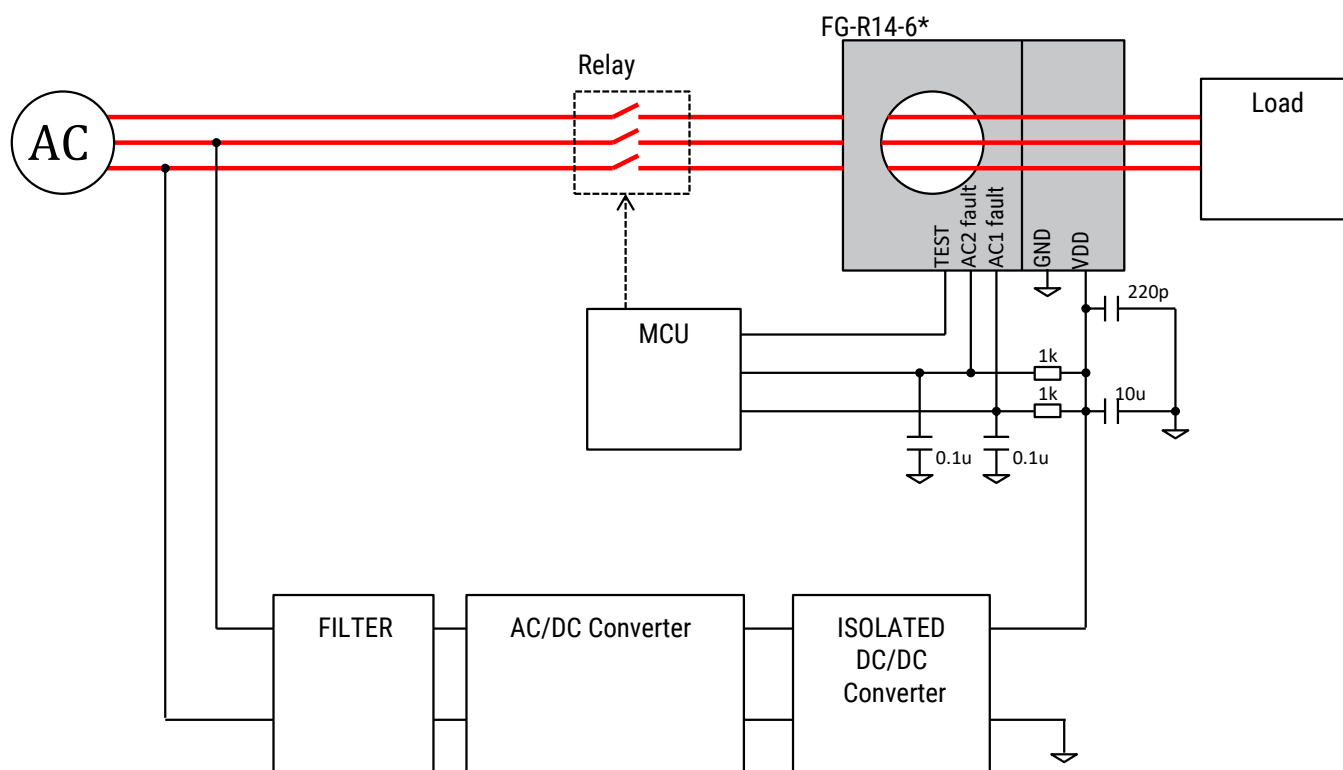 FG-R14-6*
Relay
Load
AC
TEST
AC2 fault
AC1 fault
GND
VDD
220p
MCU
1k
1k
10u
0.1u
0.1u
FILTER
AC/DC Converter
ISOLATED
DC/DC
Converter